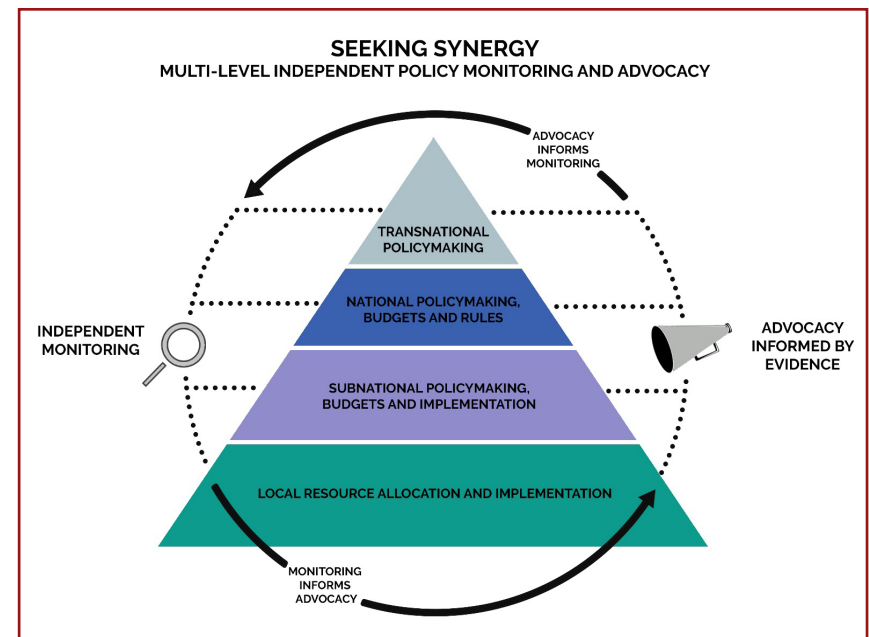 SEEKING SYNERGY
MULTI-LEVEL INDEPENDENT POLICY MONITORING AND ADVOCACY
ADVOCACY
INFORMS
MONITORING
TRANSNATIONAL
POLICYMAKING
NATIONAL POLICYMAKING,
BUDGETS AND RULES
INDEPENDENT
MONITORING
ADVOCACY
INFORMED BY
EVIDENCE
SUBNATIONAL POLICYMAKING,
BUDGETS AND IMPLEMENTATION
LOCAL RESOURCE ALLOCATION AND IMPLEMENTATION
MONITORING
INFORMS
ADVOCACY